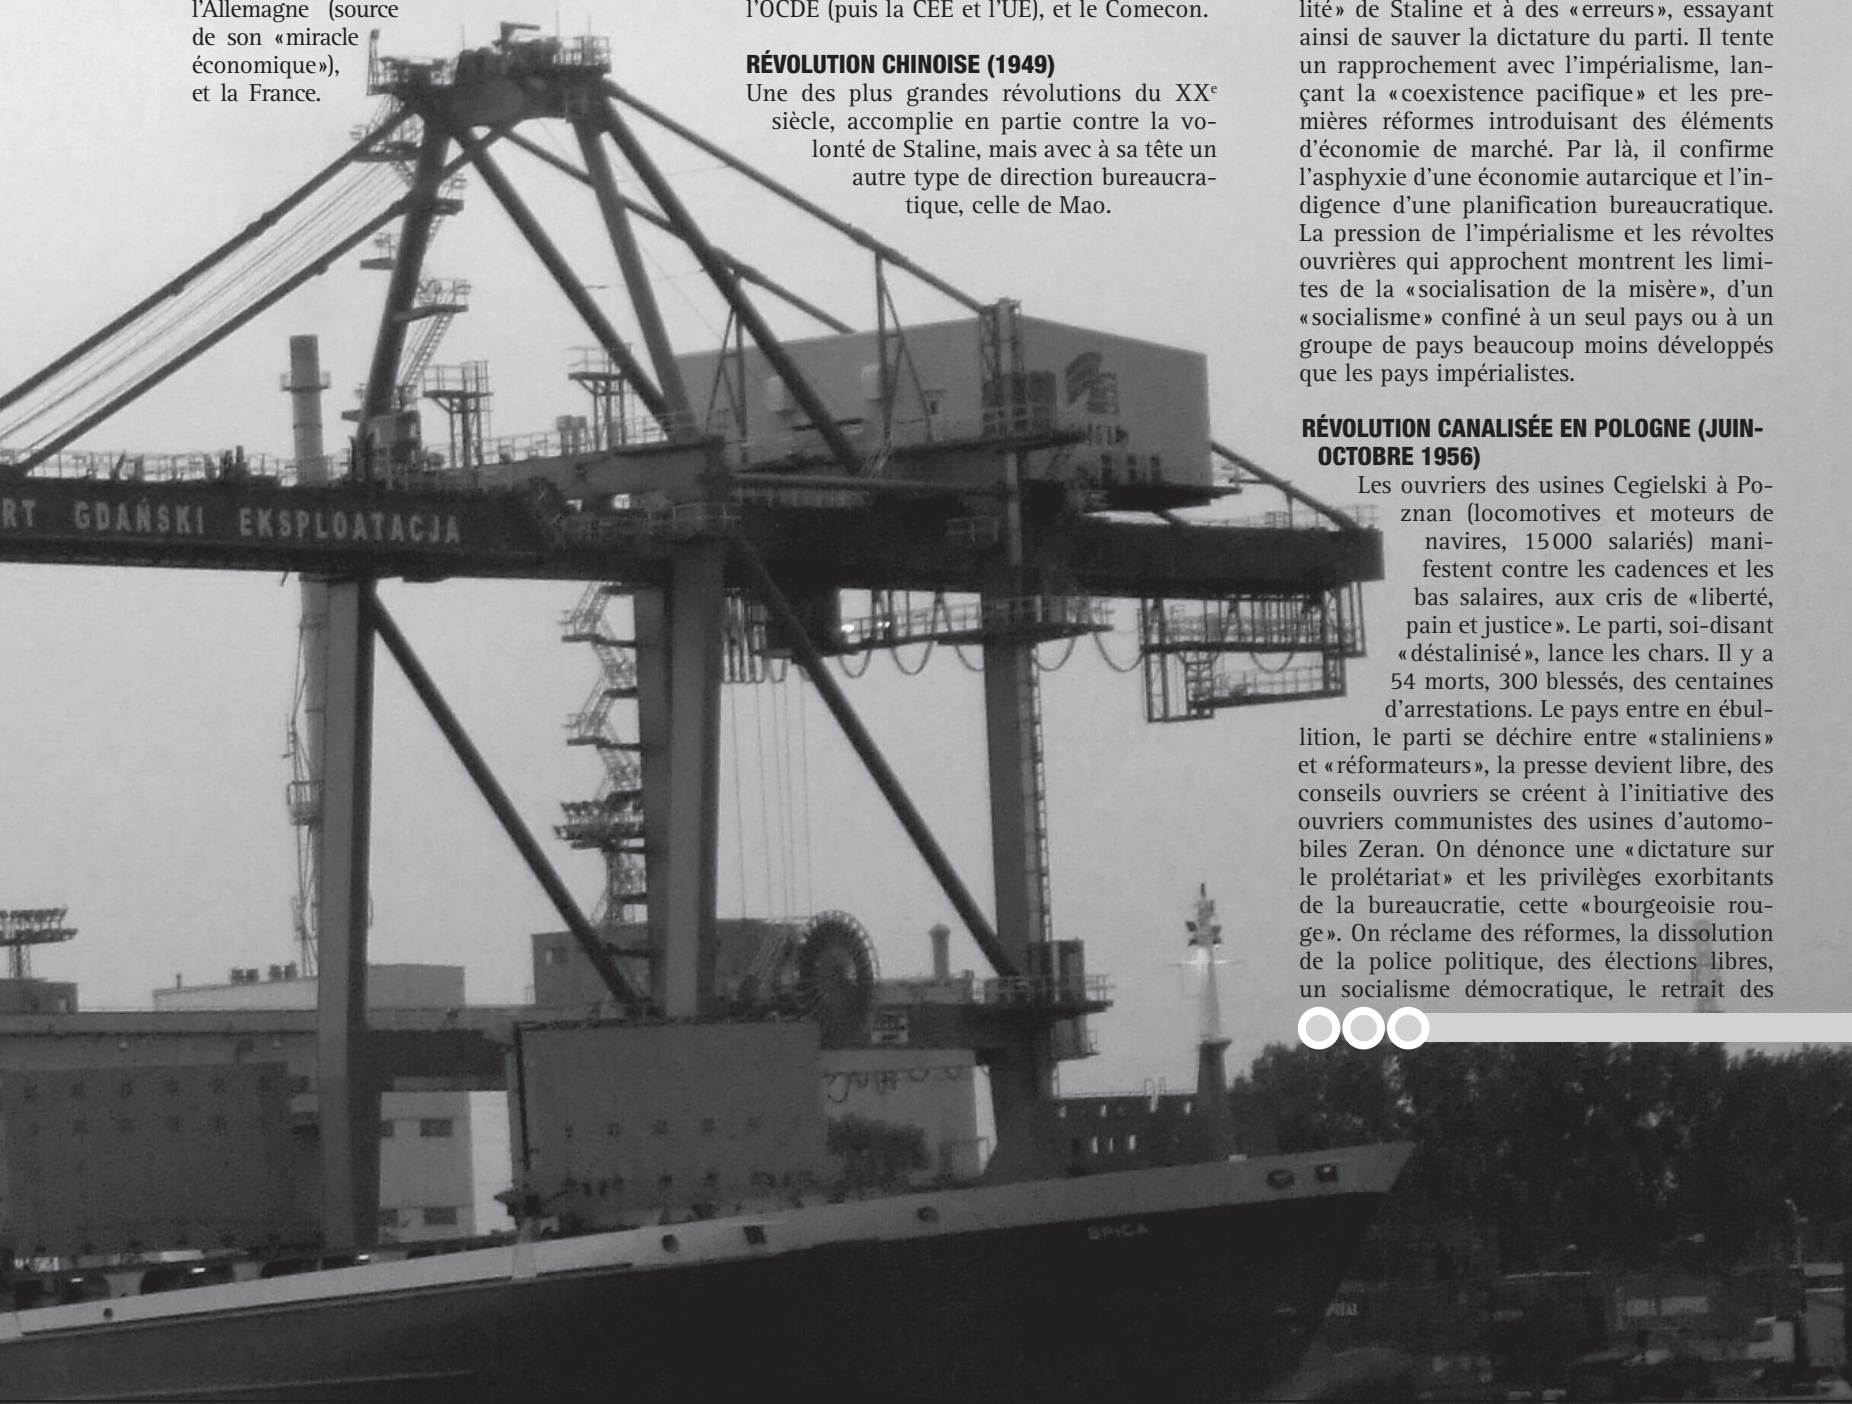 l’Allemagne (source
de son «miracle
économique»),
et la France.
l’OCDE (puis la CEE et l’UE), et le Comecon.
RÉVOLUTION CHINOISE (1949)
Une des plus grandes révolutions du XXe
siècle, accomplie en partie contre la vo-
lonté de Staline, mais avec à sa tête un
autre type de direction bureaucra-
tique, celle de Mao.
lité» de Staline et à des «erreurs», essayant
ainsi de sauver la dictature du parti. Il tente
un rapprochement avec l’impérialisme, lan-
çant la «coexistence pacifique» et les pre-
mières réformes introduisant des éléments
d’économie de marché. Par là, il confirme
l’asphyxie d’une économie autarcique et l’in-
digence d’une planification bureaucratique.
La pression de l’impérialisme et les révoltes
ouvrières qui approchent montrent les limi-
tes de la «socialisation de la misère», d’un
«socialisme» confiné à un seul pays ou à un
groupe de pays beaucoup moins développés
que les pays impérialistes.
RÉVOLUTION CANALISÉE EN POLOGNE (JUIN-
OCTOBRE 1956)
Les ouvriers des usines Cegielski à Po-
znan (locomotives et moteurs de
navires, 15 000 salariés) mani-
festent contre les cadences et les
bas salaires, aux cris de «liberté,
pain et justice». Le parti, soi-disant
«déstalinisé», lance les chars. Il y a
54 morts, 300 blessés, des centaines
d’arrestations. Le pays entre en ébul-
lition, le parti se déchire entre «staliniens»
et «réformateurs», la presse devient libre, des
conseils ouvriers se créent à l’initiative des
ouvriers communistes des usines d’automo-
biles Zeran. On dénonce une «dictature sur
le prolétariat» et les privilèges exorbitants
de la bureaucratie, cette «bourgeoisie rou-
ge». On réclame des réformes, la dissolution
de la police politique, des élections libres,
un socialisme démocratique, le retrait des
RT GDAŃSKI EKSPLOATACJA
SPICA